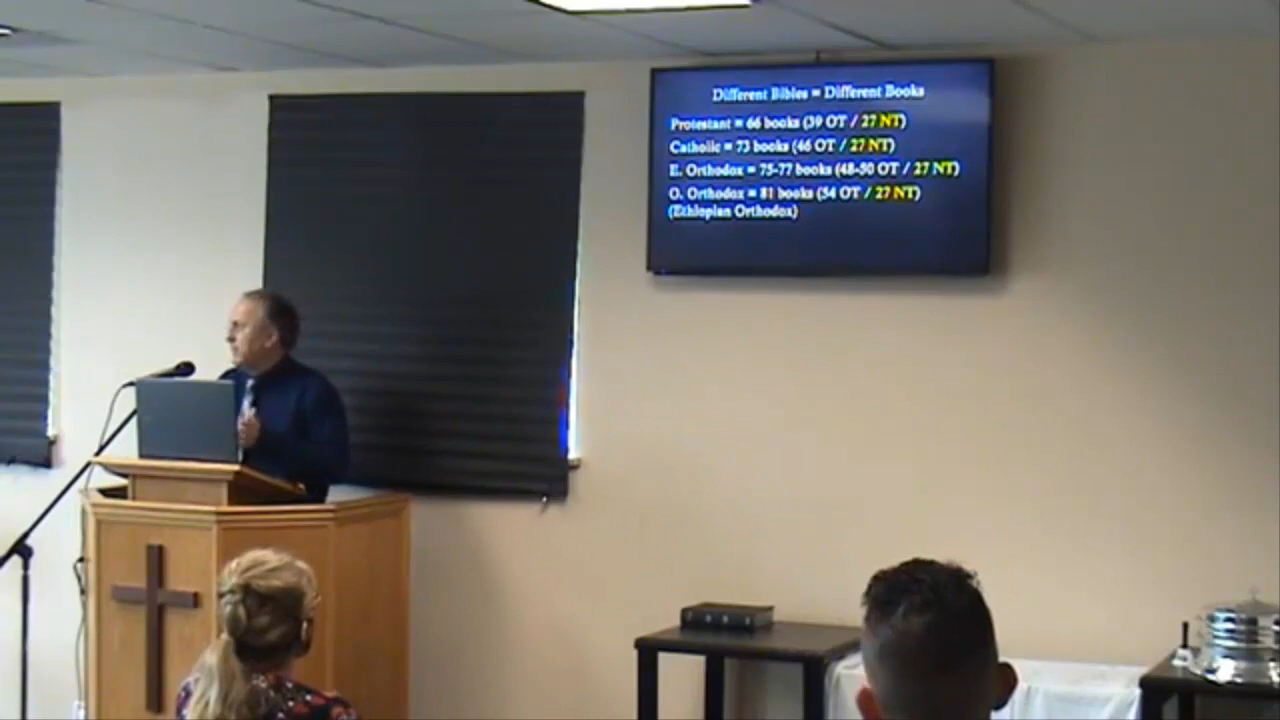 Different Bibles = Different Books
Protestant = 66 books (39 OT / 27 NT)
Catholic = 73 books (46 OT / 27 NT)
E. Orthodox = 75-77 books (48-50 OT / 27 NT)
O. Orthodox = 81 books (54 OT / 27 NT)
(Ethiopian Orthodox)